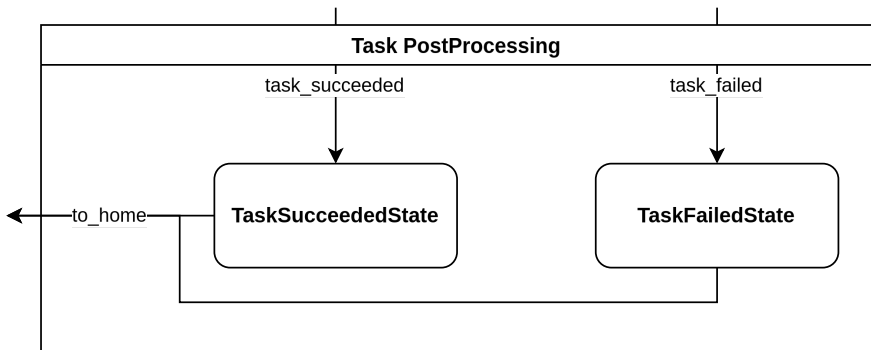 Task PostProcessing
task_succeeded
task_failed
to_home
TaskSucceededState
TaskFailedState